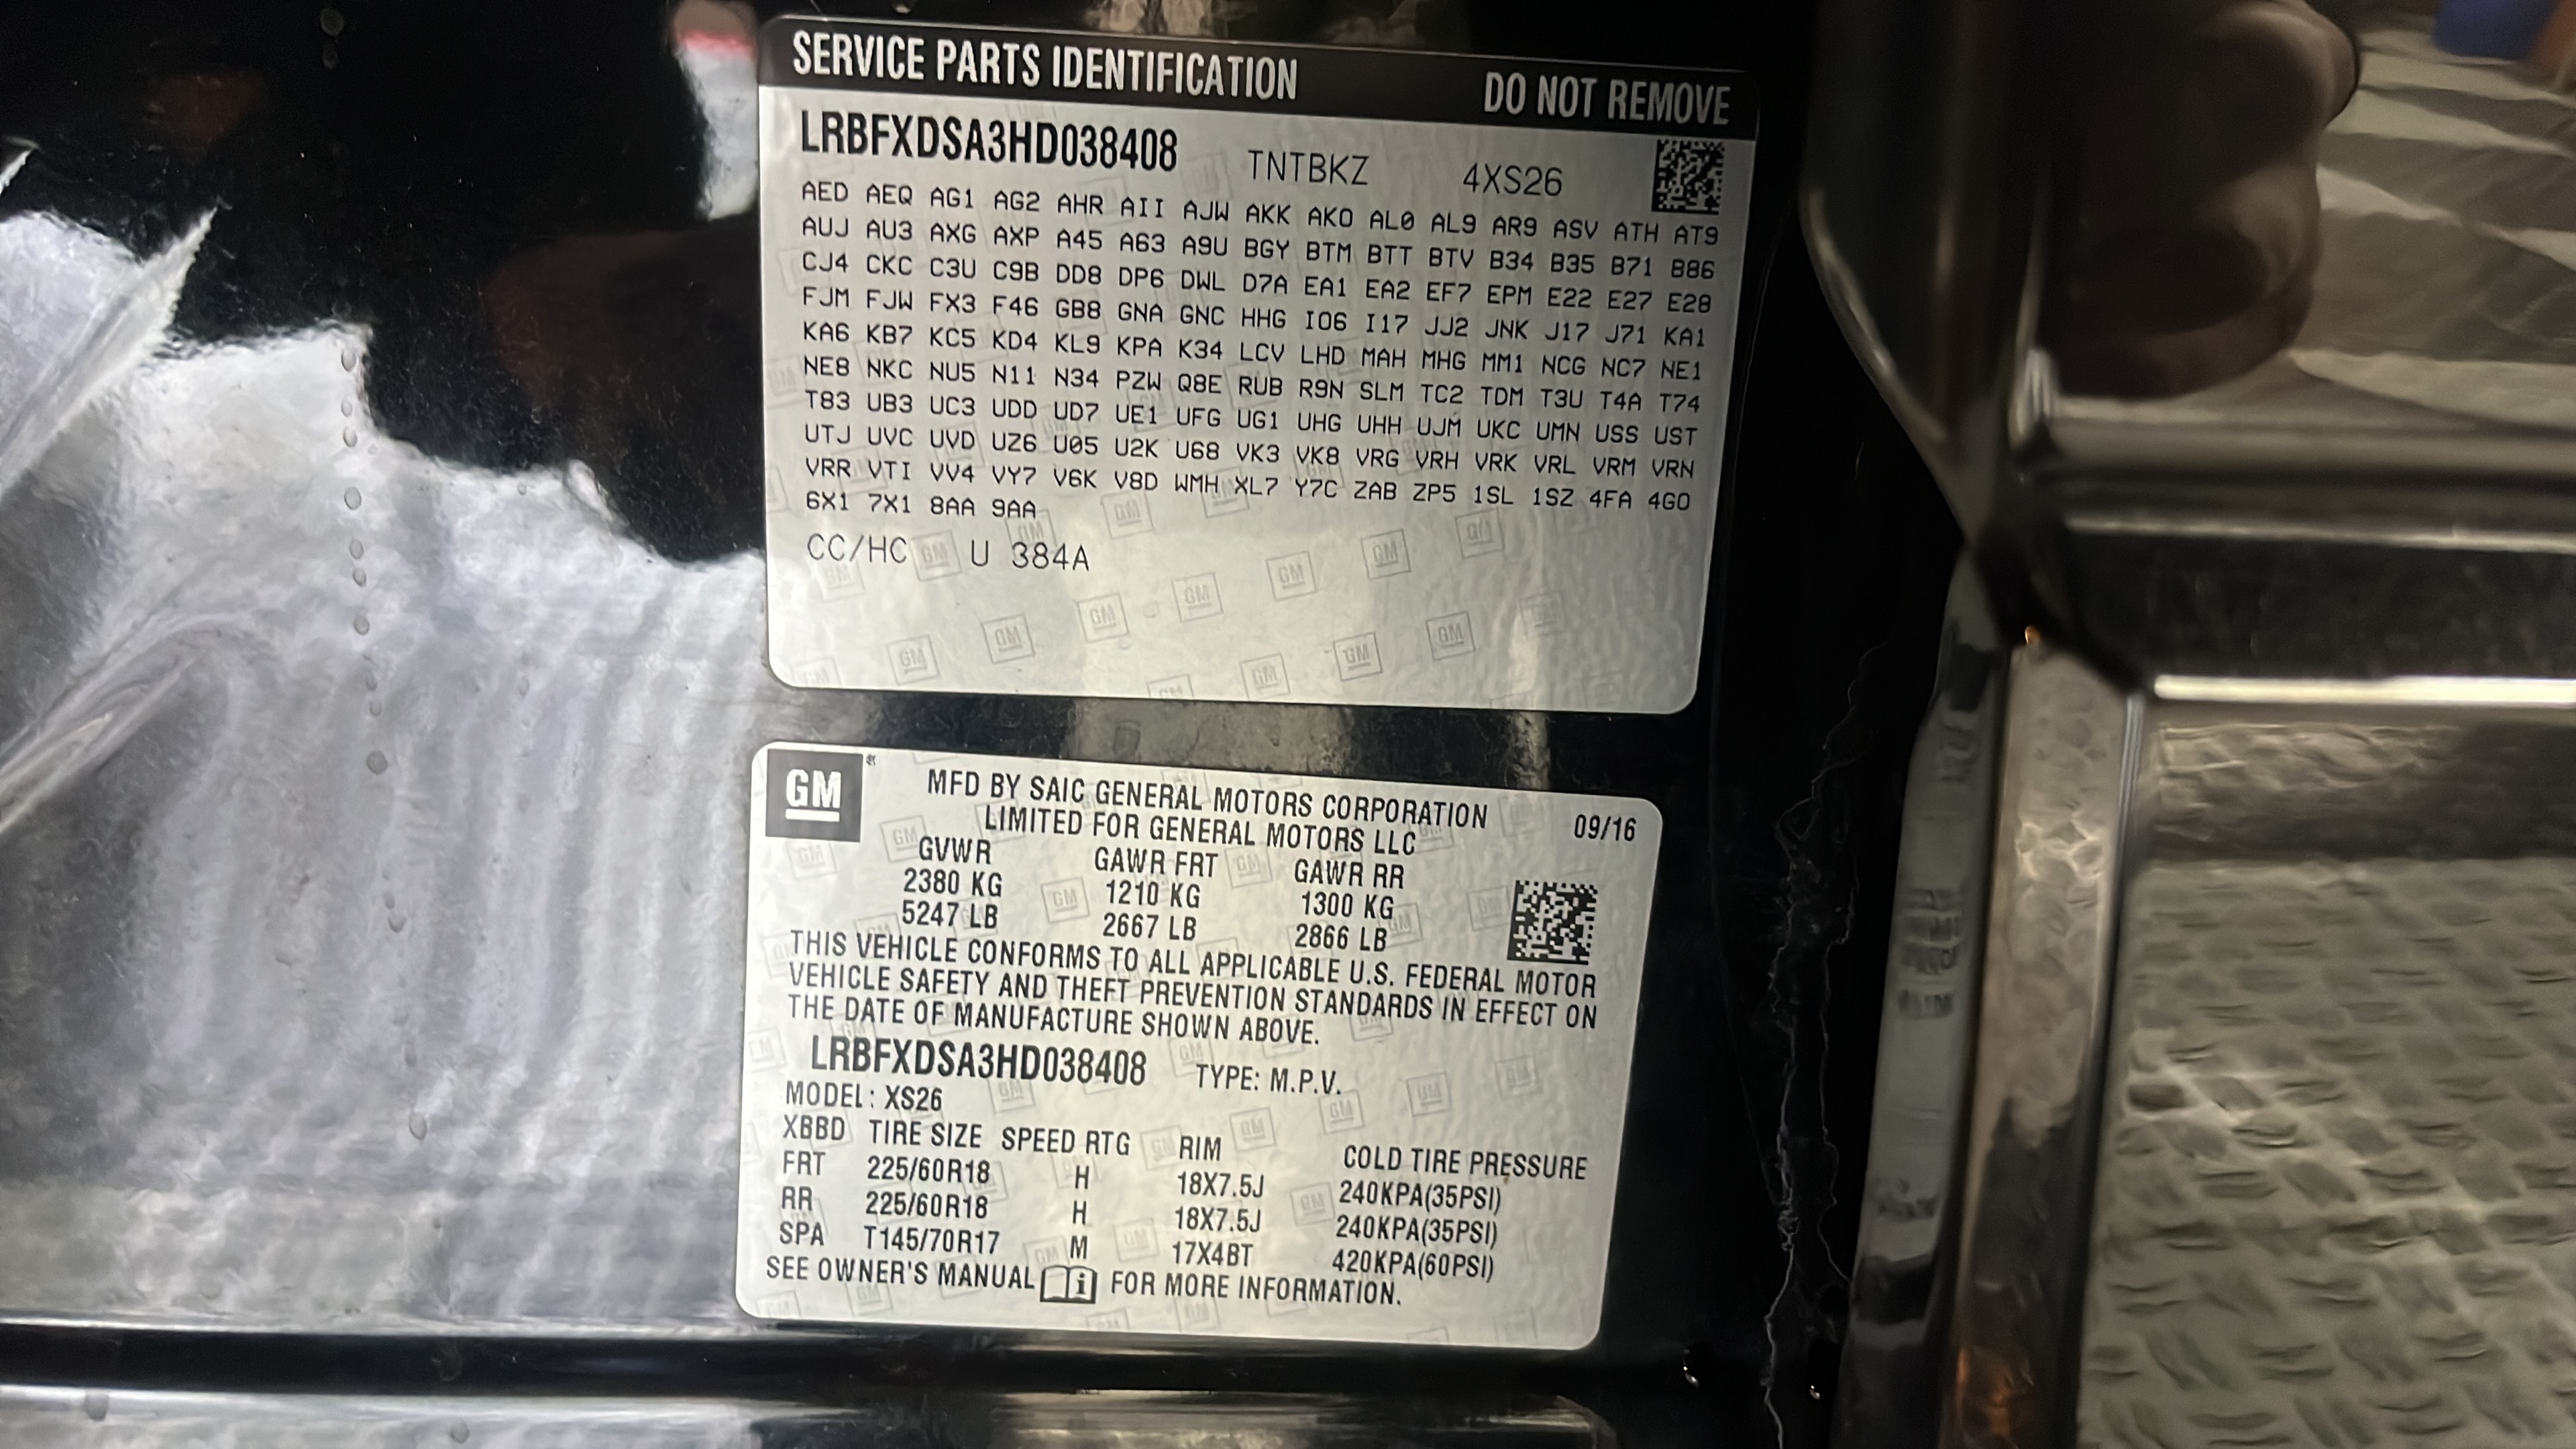 SERVICE PARTS IDENTIFICATION DO NOT REMOVE
LRBFXDSA3HD038408 TNTBKZ 4XS26
AED AEQ AG1 AG2 AHR AII AJW AKK AKO AL0 AL9 AR9 ASV ATH AT9
AUJ AU3 AXG AXP A45 A63 A9U BGY BTM BTT BTV B34 B35 B71 B86
CJ4 CKC C3U C9B DD8 DP6 DWL D7A EA1 EA2 EF7 EPM E22 E27 E28
FJM FJW FX3 F46 GB8 GNA GNC HHG IO6 I17 JJ2 JNK J17 J71 KA1
KA6 KB7 KC5 KD4 KL9 KPA K34 LCV LHD MAH MHG MM1 NCG NC7 NE1
NE8 NKC NU5 N11 N34 PZW Q8E RUB R9N SLM TC2 TDM T3U T4A T74
T83 UB3 UC3 UDD UD7 UE1 UFG UG1 UHG UHH UJM UKC UMN USS UST
UTJ UVC UVD UZ6 U05 U2K U68 VK3 VK8 VRG VRH VRK VRL VRM VRN
VRR VTI VV4 VY7 V6K V8D WMH XL7 Y7C ZAB ZP5 1SL 1SZ 4FA 4GO
6X1 7X1 8AA 9AA
CC/HC U 384A
GM
MFD BY SAIC GENERAL MOTORS CORPORATION
LIMITED FOR GENERAL MOTORS LLC 09/16
GVWR GAWR FRT GAWR RR
2380 KG 1210 KG 1300 KG
5247 LB 2667 LB 2866 LB
THIS VEHICLE CONFORMS TO ALL APPLICABLE U.S. FEDERAL MOTOR
VEHICLE SAFETY AND THEFT PREVENTION STANDARDS IN EFFECT ON
THE DATE OF MANUFACTURE SHOWN ABOVE.
LRBFXDSA3HD038408 TYPE: M.P.V.
MODEL: XS26
XBBD TIRE SIZE SPEED RTG RIM COLD TIRE PRESSURE
FRT 225/60R18 H 18X7.5J 240KPA(35PSI)
RR 225/60R18 H 18X7.5J 240KPA(35PSI)
SPA T145/70R17 M 17X4BT 420KPA(60PSI)
SEE OWNER'S MANUAL FOR MORE INFORMATION.